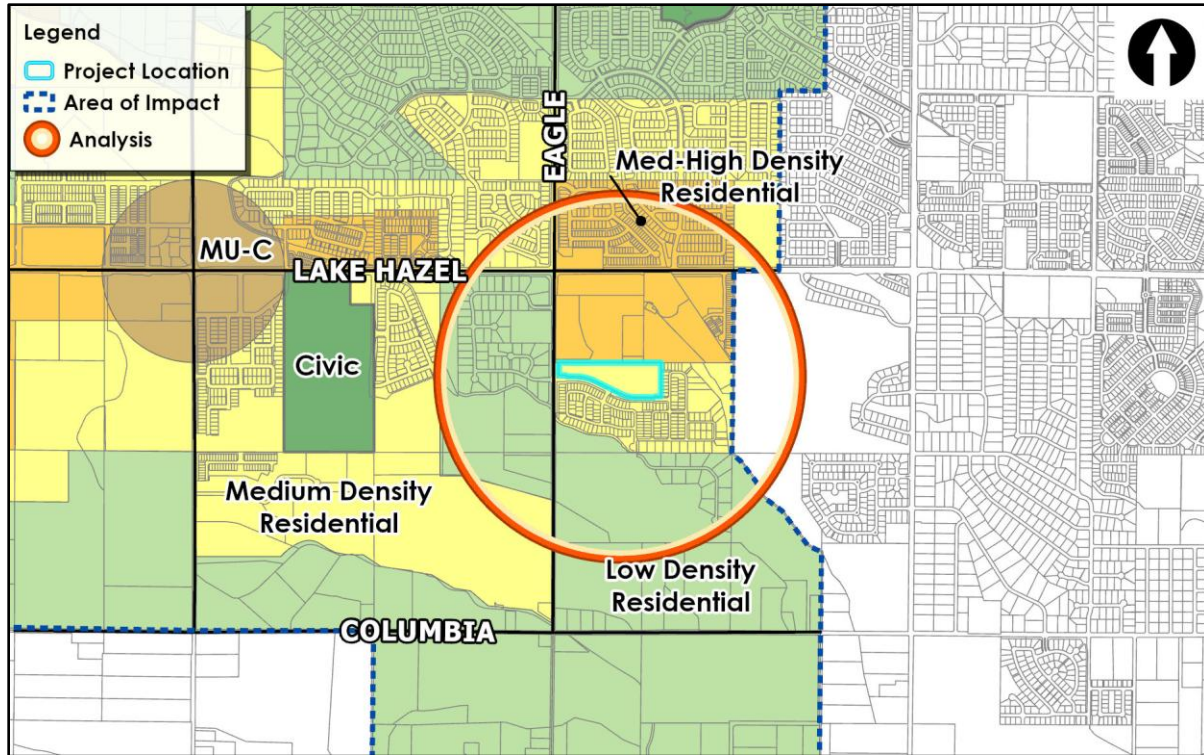 Legend
Project Location
Area of Impact
Analysis
EAGLE
Med-High Density
Residential
MU-C
LAKE HAZEL
Civic
Medium Density
Residential
Low Density
Residential
COLUMBIA